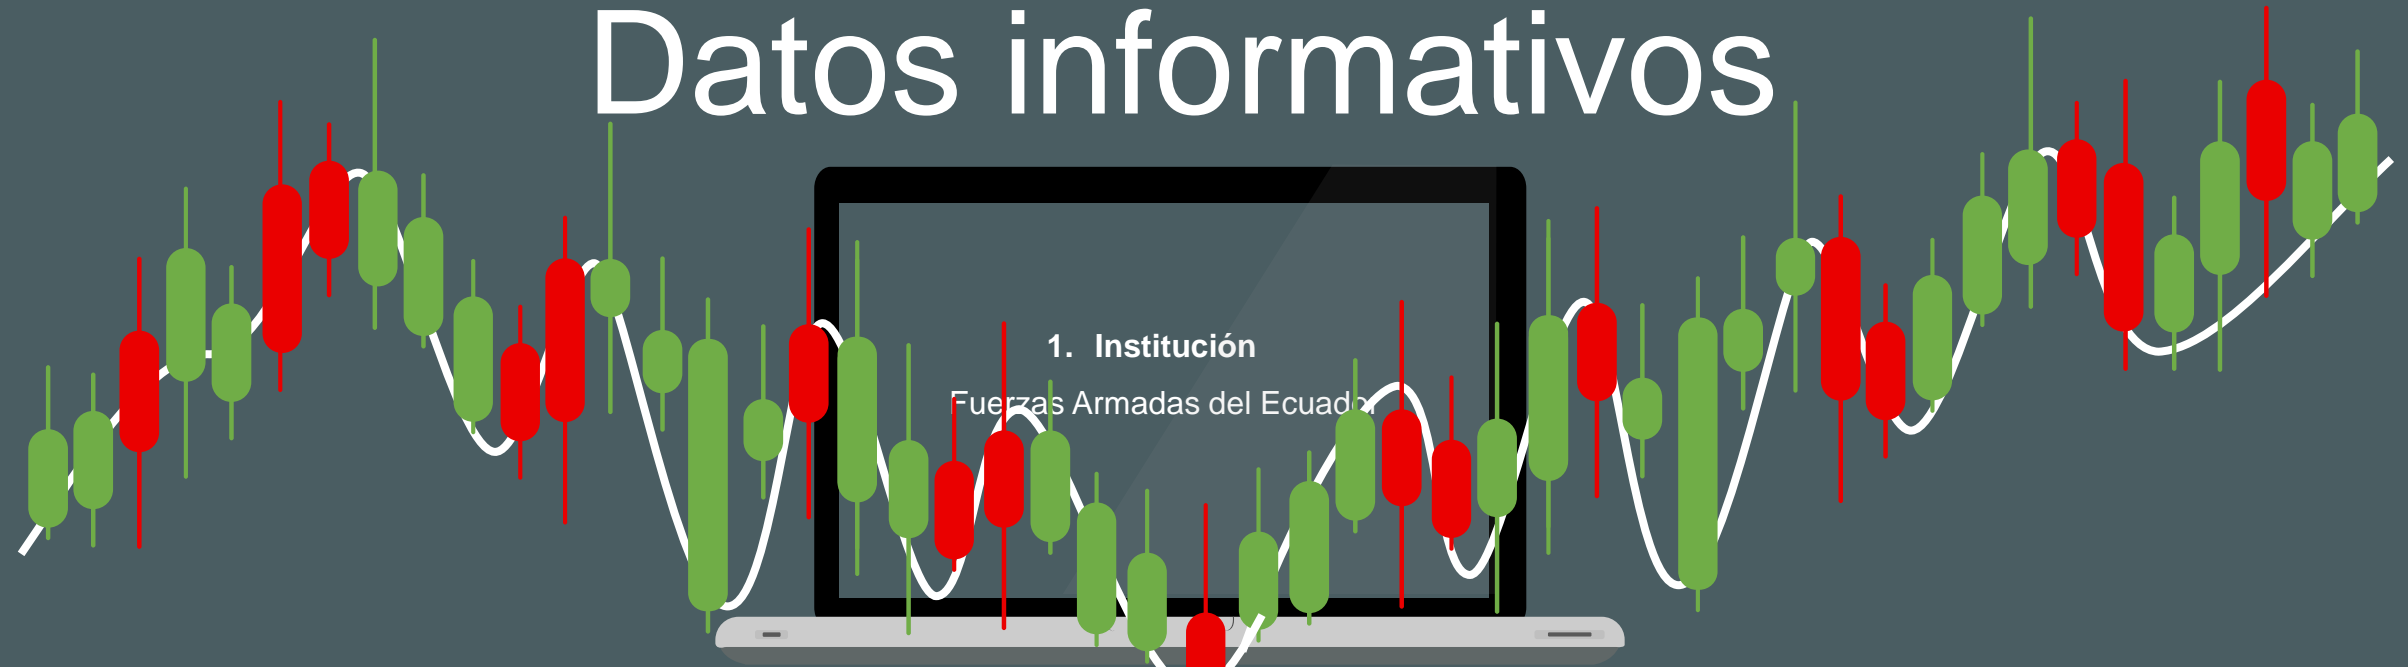 Datos informativos
1. Institución
Fuerzas Armadas del Ecuador